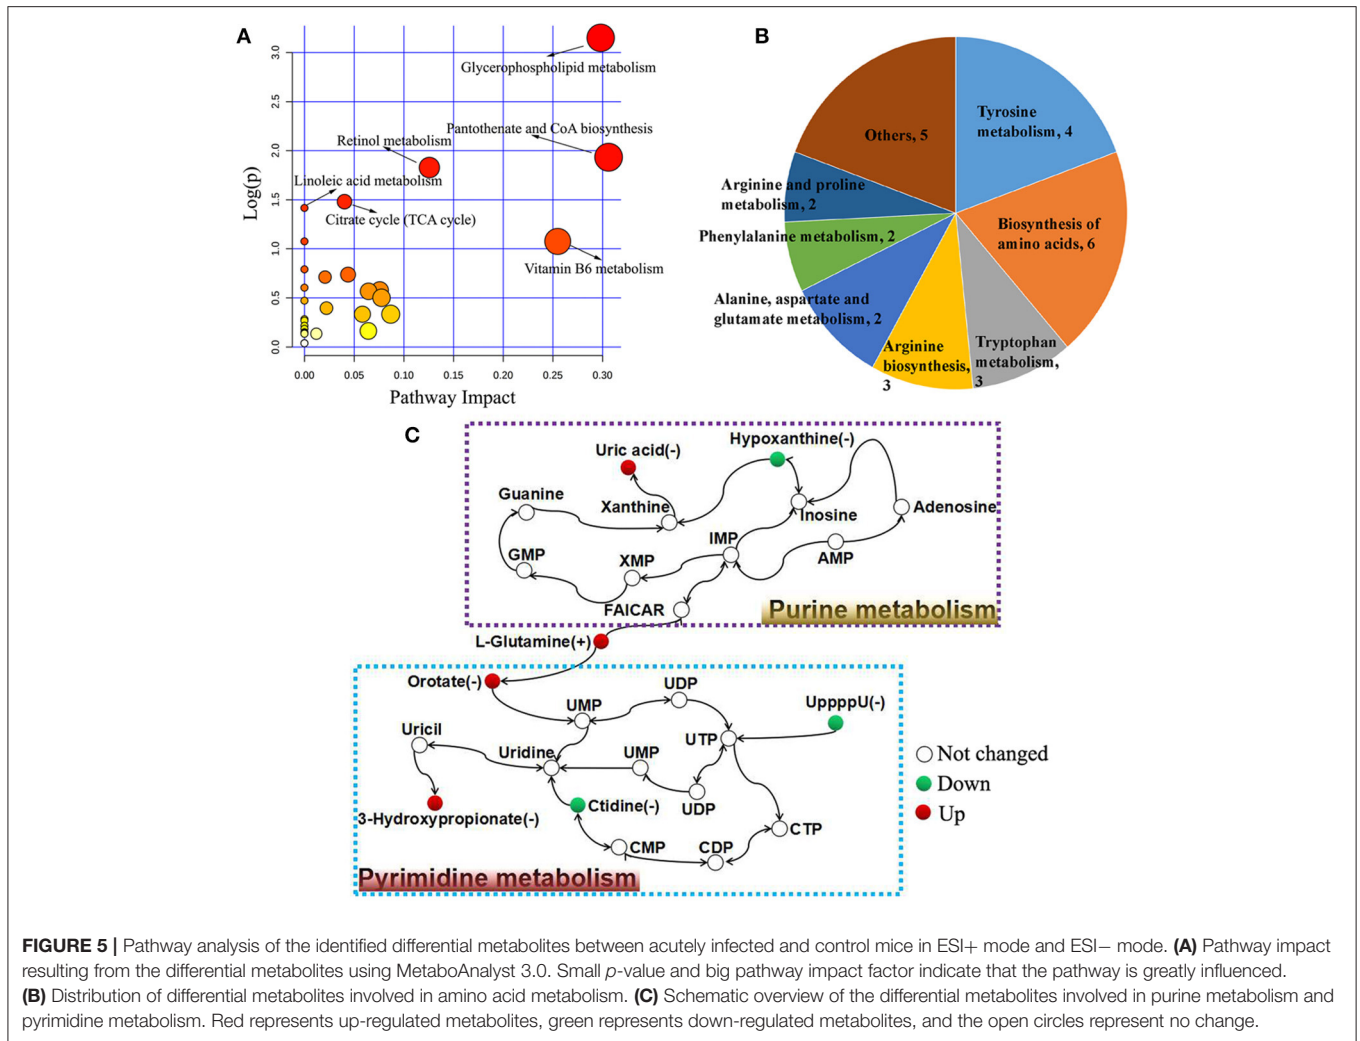 A
3.0
2.5
2.0
1.5
1.0
0.5
0.0
Log(p)
Glycerophospholipid metabolism
Pantothenate and CoA biosynthesis
Retinol metabolism
Linoleic acid metabolism
Citrate cycle (TCA cycle)
Vitamin B6 metabolism
0.00 0.05 0.10 0.15 0.20 0.25 0.30
Pathway Impact
B
Tyrosine
metabolism, 4
Others, 5
Arginine and proline
metabolism, 2
Biosynthesis of
amino acids, 6
Phenylalanine metabolism, 2
Alanine, aspartate and
glutamate metabolism, 2
Arginine
biosynthesis,
3
Tryptophan
metabolism,
3
C
Hypoxanthine(-)
Uric acid(-)
Guanine
Xanthine
Inosine
Adenosine
IMP
GMP
XMP
AMP
FAICAR
Purine metabolism
L-Glutamine(+)
Orotate(-)
UDP
UMP
UppppU(-)
Uricil
Uridine
UMP
UTP
UDP
3-Hydroxypropionate(-)
Ctidine(-)
CTP
CMP
CDP
Pyrimidine metabolism
Not changed
Down
Up
FIGURE 5 | Pathway analysis of the identified differential metabolites between acutely infected and control mice in ESI+ mode and ESI− mode. (A) Pathway impact
resulting from the differential metabolites using MetaboAnalyst 3.0. Small p-value and big pathway impact factor indicate that the pathway is greatly influenced.
(B) Distribution of differential metabolites involved in amino acid metabolism. (C) Schematic overview of the differential metabolites involved in purine metabolism and
pyrimidine metabolism. Red represents up-regulated metabolites, green represents down-regulated metabolites, and the open circles represent no change.